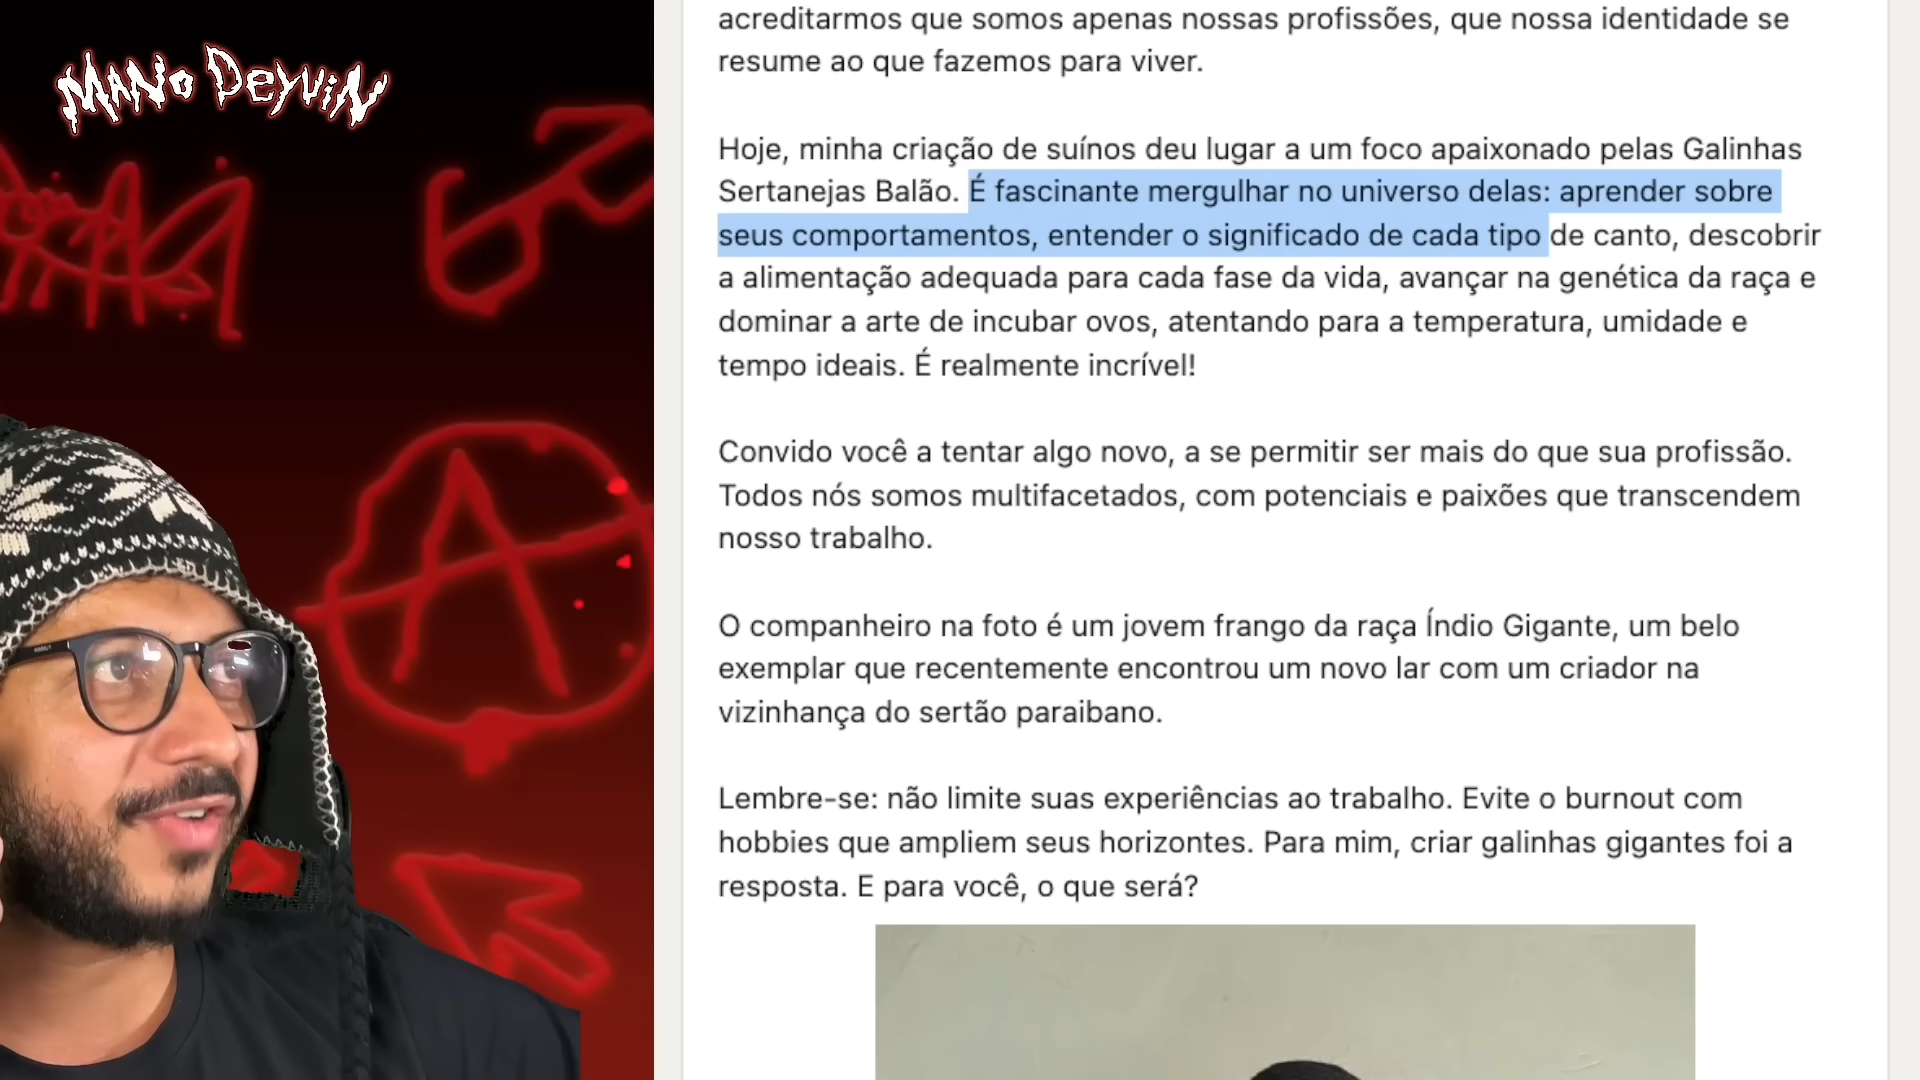 MANO DEYVIN
acreditarmos que somos apenas nossas profissões, que nossa identidade se
resume ao que fazemos para viver.
Hoje, minha criação de suínos deu lugar a um foco apaixonado pelas Galinhas
Sertanejas Balão. É fascinante mergulhar no universo delas: aprender sobre
seus comportamentos, entender o significado de cada tipo de canto, descobrir
a alimentação adequada para cada fase da vida, avançar na genética da raça e
dominar a arte de incubar ovos, atentando para a temperatura, umidade e
tempo ideais. É realmente incrível!
Convido você a tentar algo novo, a se permitir ser mais do que sua profissão.
Todos nós somos multifacetados, com potenciais e paixões que transcendem
nosso trabalho.
O companheiro na foto é um jovem frango da raça Índio Gigante, um belo
exemplar que recentemente encontrou um novo lar com um criador na
vizinhança do sertão paraibano.
Lembre-se: não limite suas experiências ao trabalho. Evite o burnout com
hobbies que ampliem seus horizontes. Para mim, criar galinhas gigantes foi a
resposta. E para você, o que será?